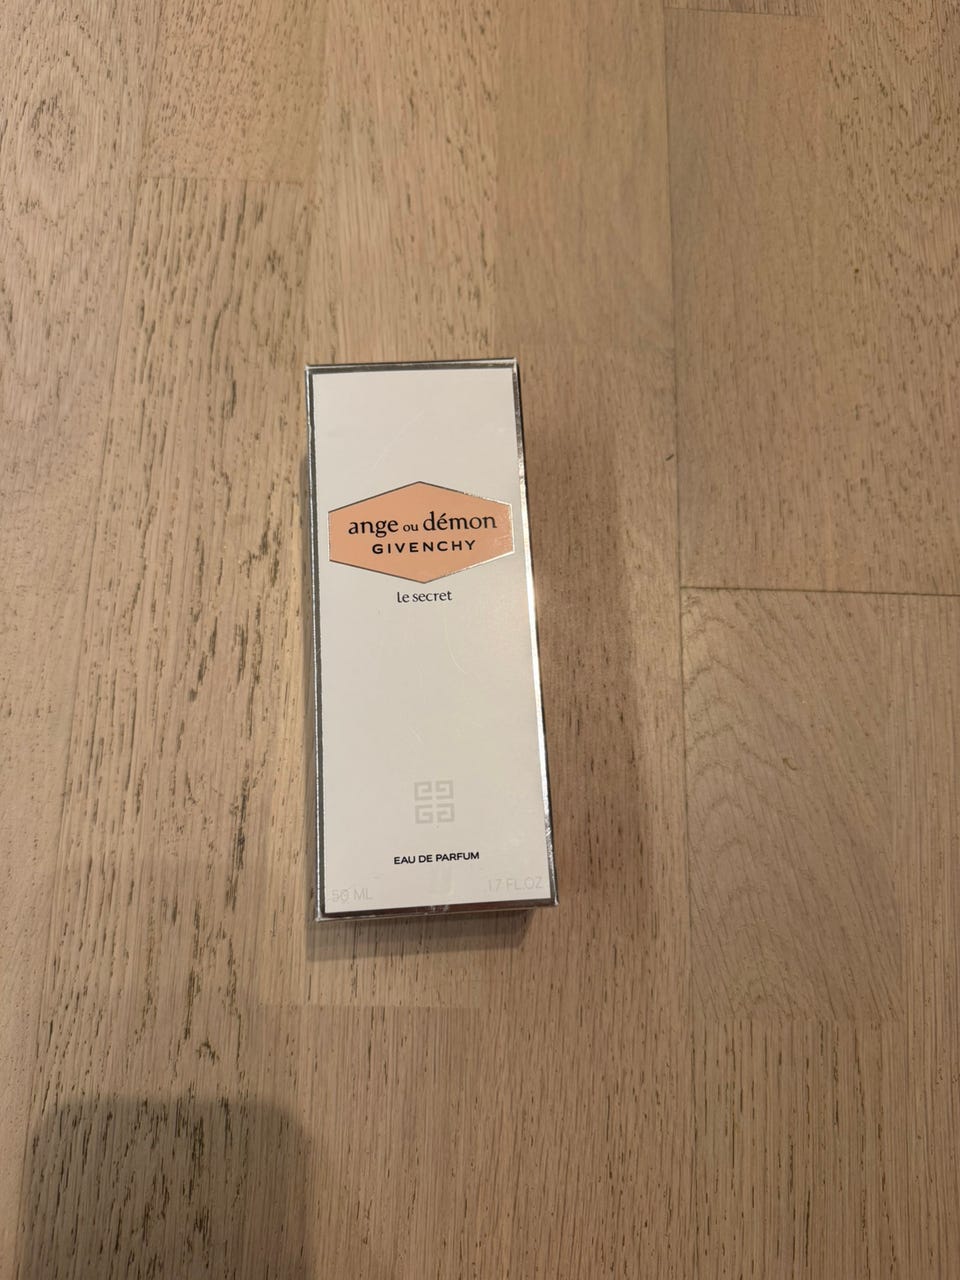 ange ou démon
GIVENCHY
le secret
EAU DE PARFUM
50 ML 1.7 FL.OZ